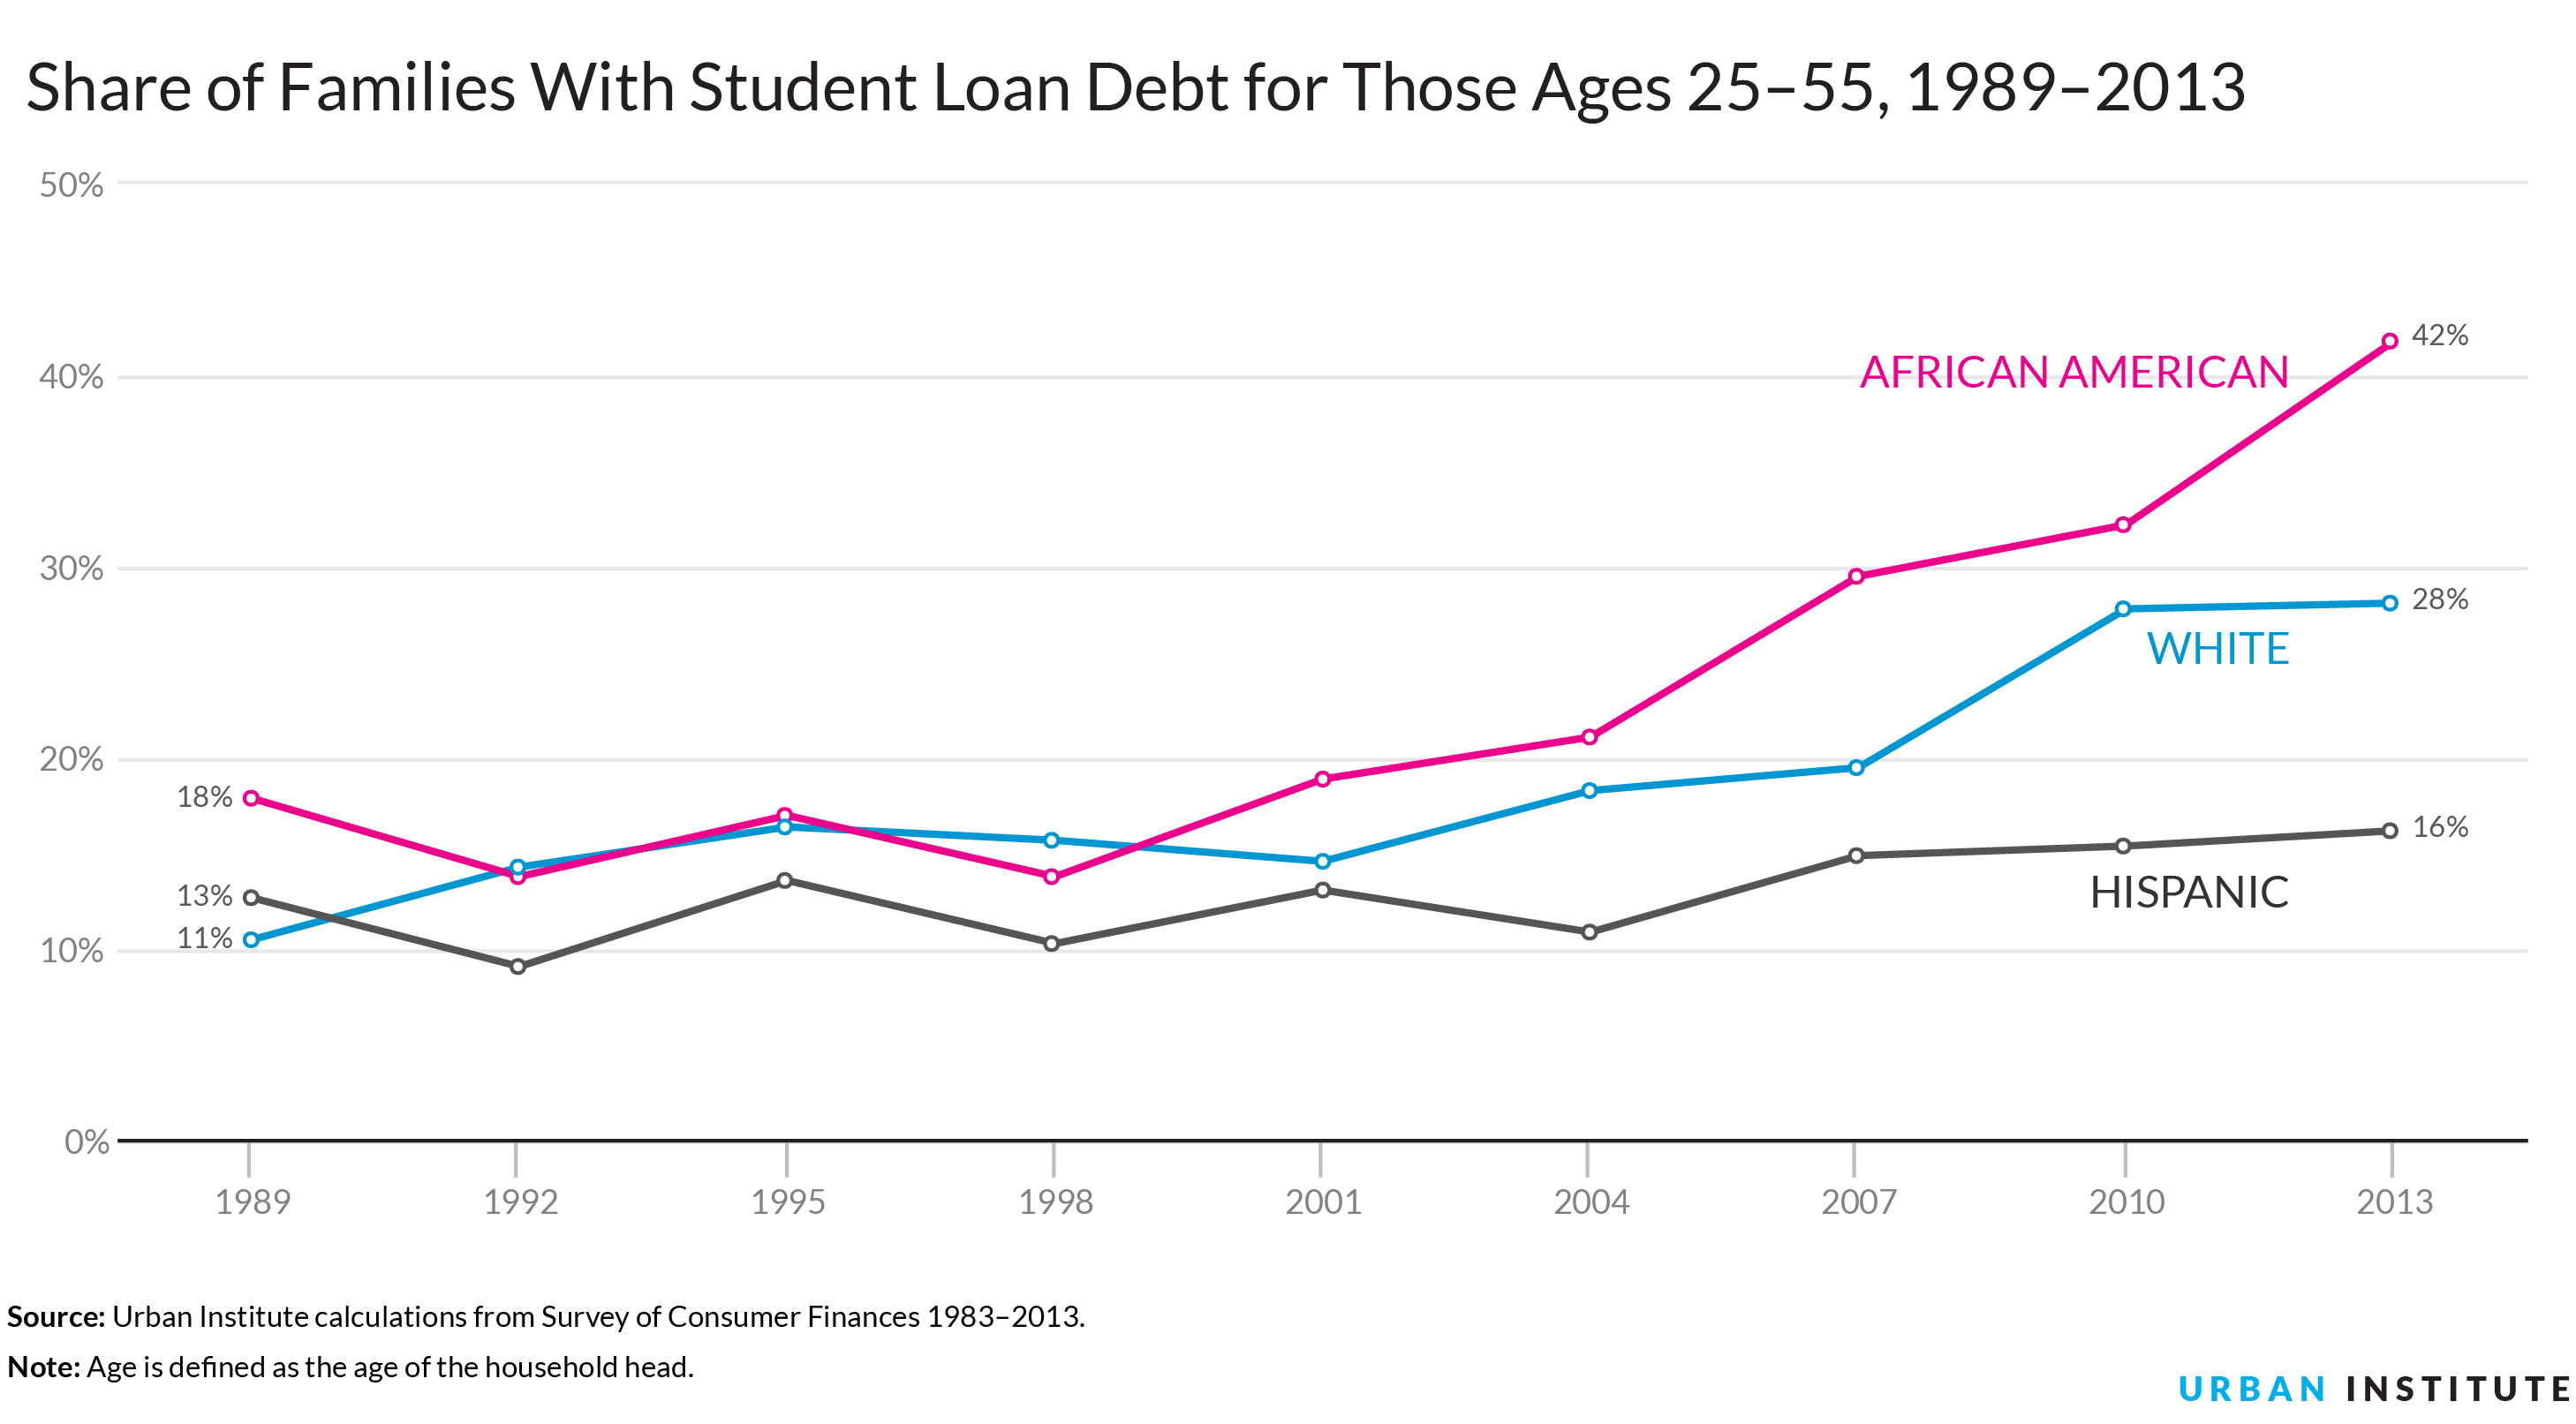 Share of Families With Student Loan Debt for Those Ages 25–55, 1989–2013
50%
42%
40%
AFRICAN AMERICAN
30%
28%
WHITE
20%
18%
16%
13%
HISPANIC
11%
10%
0%
1989 1992 1995 1998 2001 2004 2007 2010 2013
Source: Urban Institute calculations from Survey of Consumer Finances 1983–2013.
Note: Age is defined as the age of the household head.
URBAN INSTITUTE